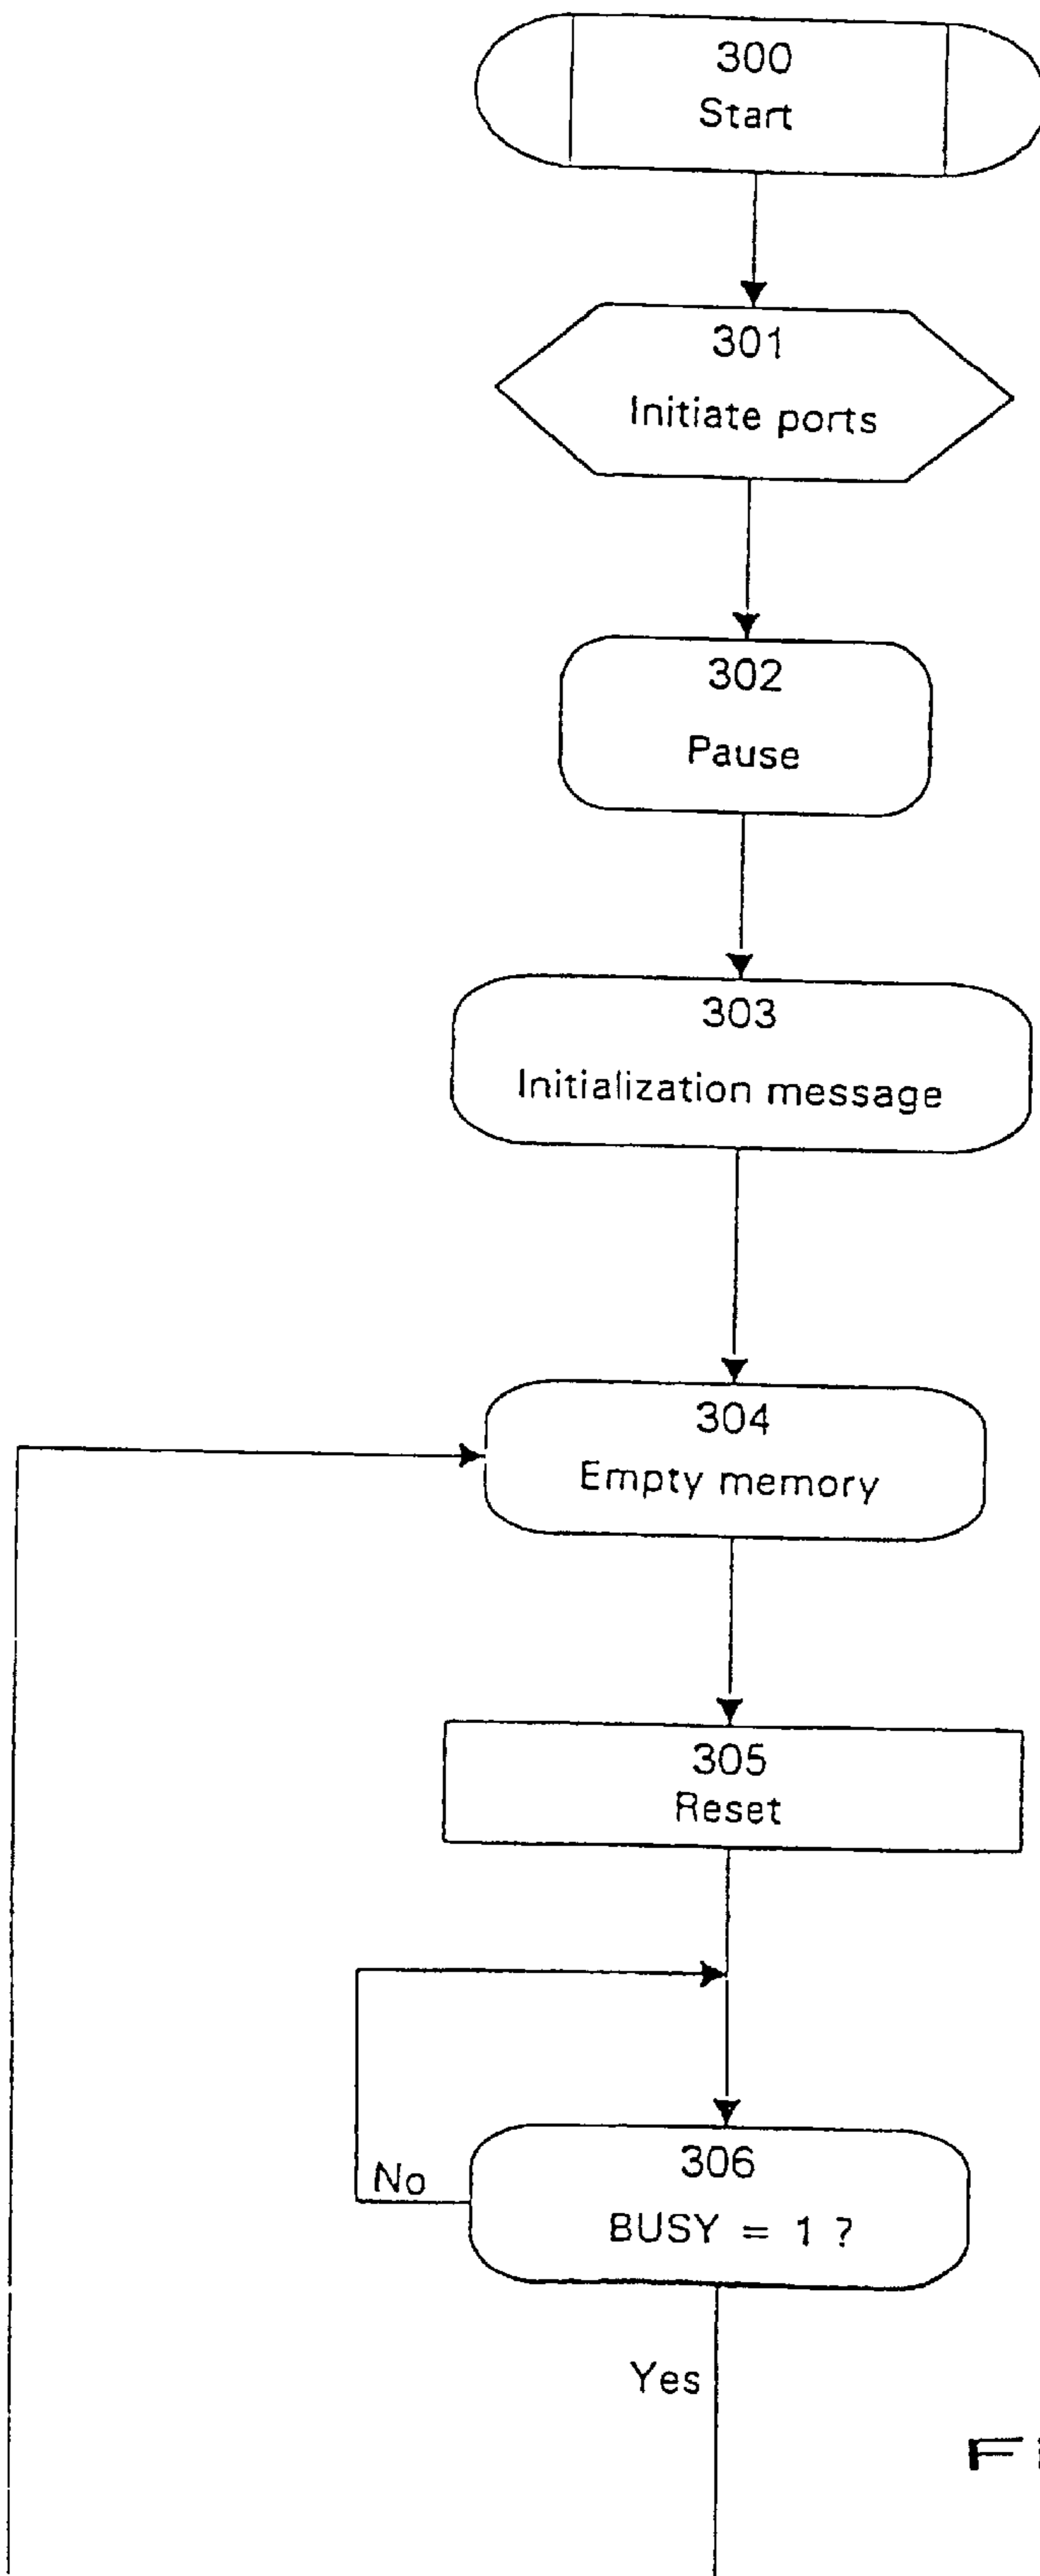 300
Start
301
Initiate ports
302
Pause
303
Initialization message
304
Empty memory
305
Reset
306
No
BUSY = 1 ?
Yes